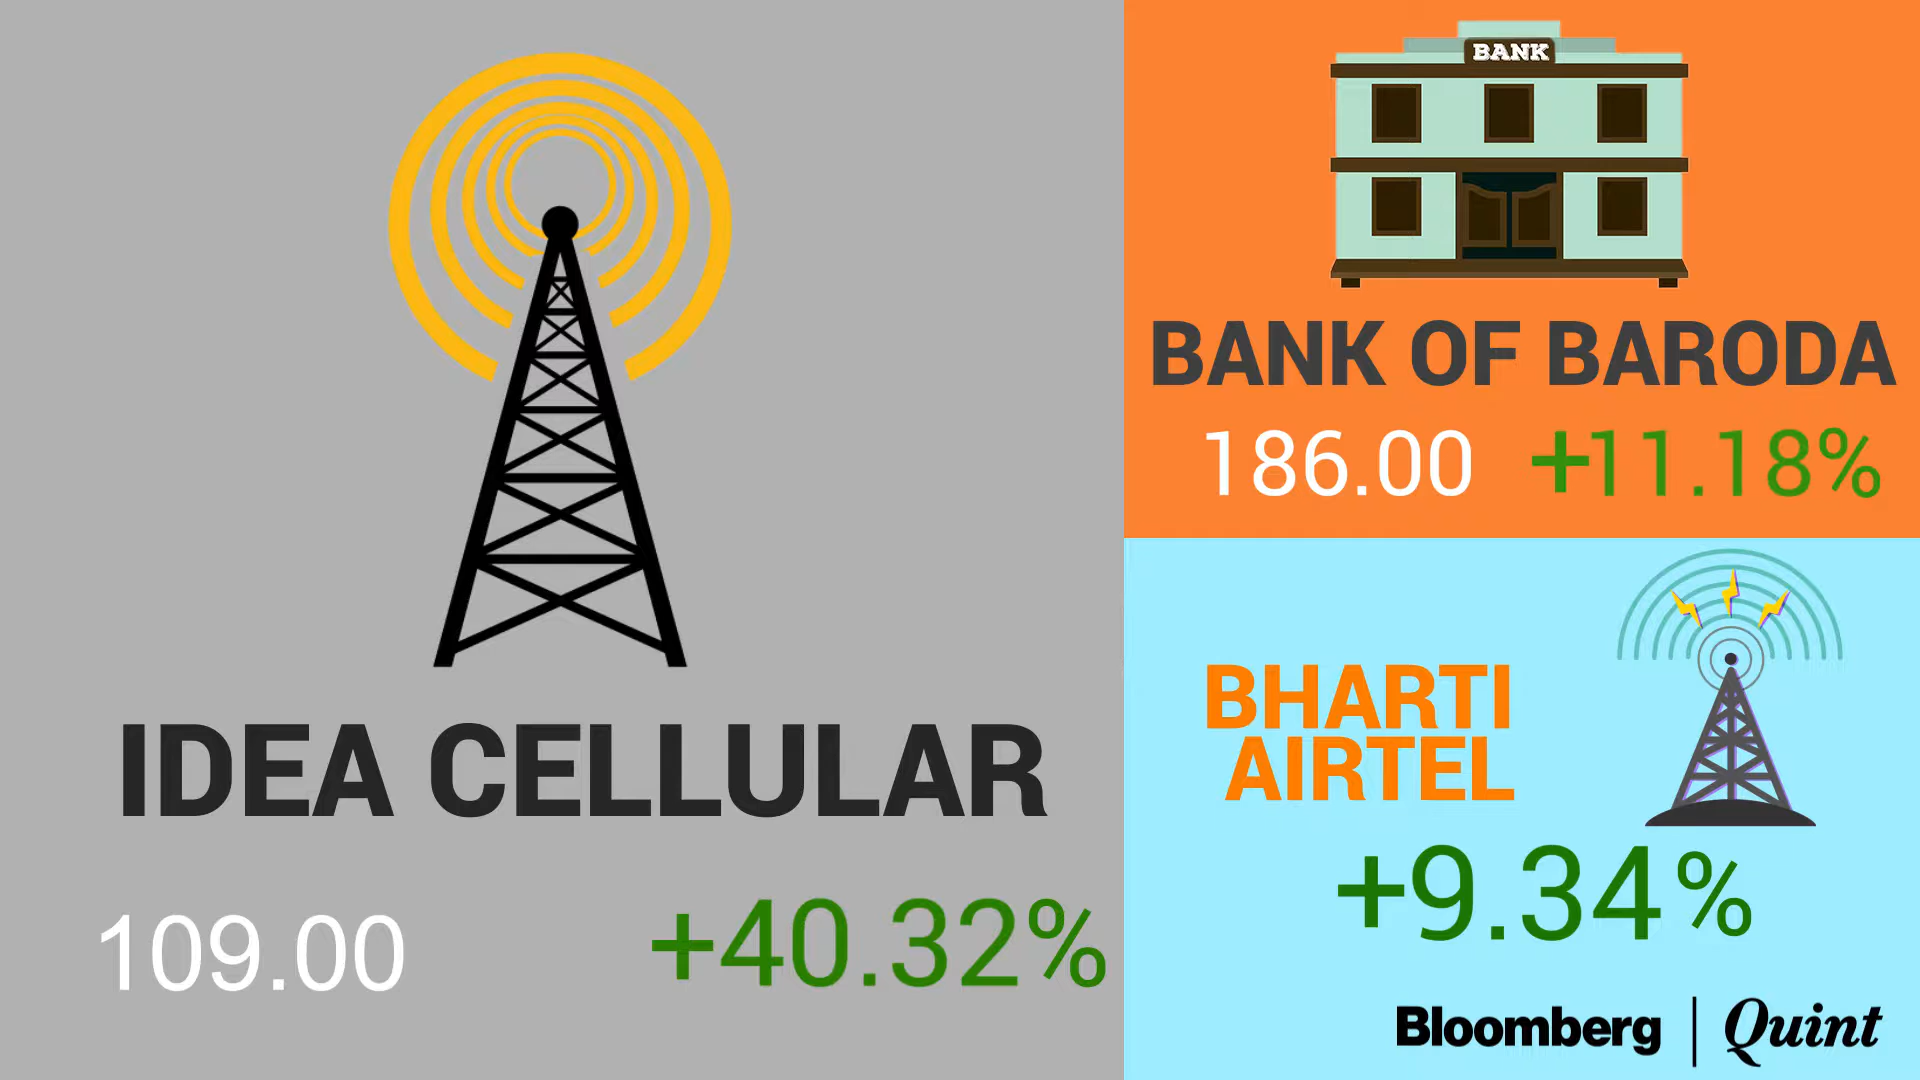 IDEA CELLULAR
109.00 +40.32%
BANK
BANK OF BARODA
186.00 +11.18%
BHARTI
AIRTEL
+9.34%
Bloomberg | Quint